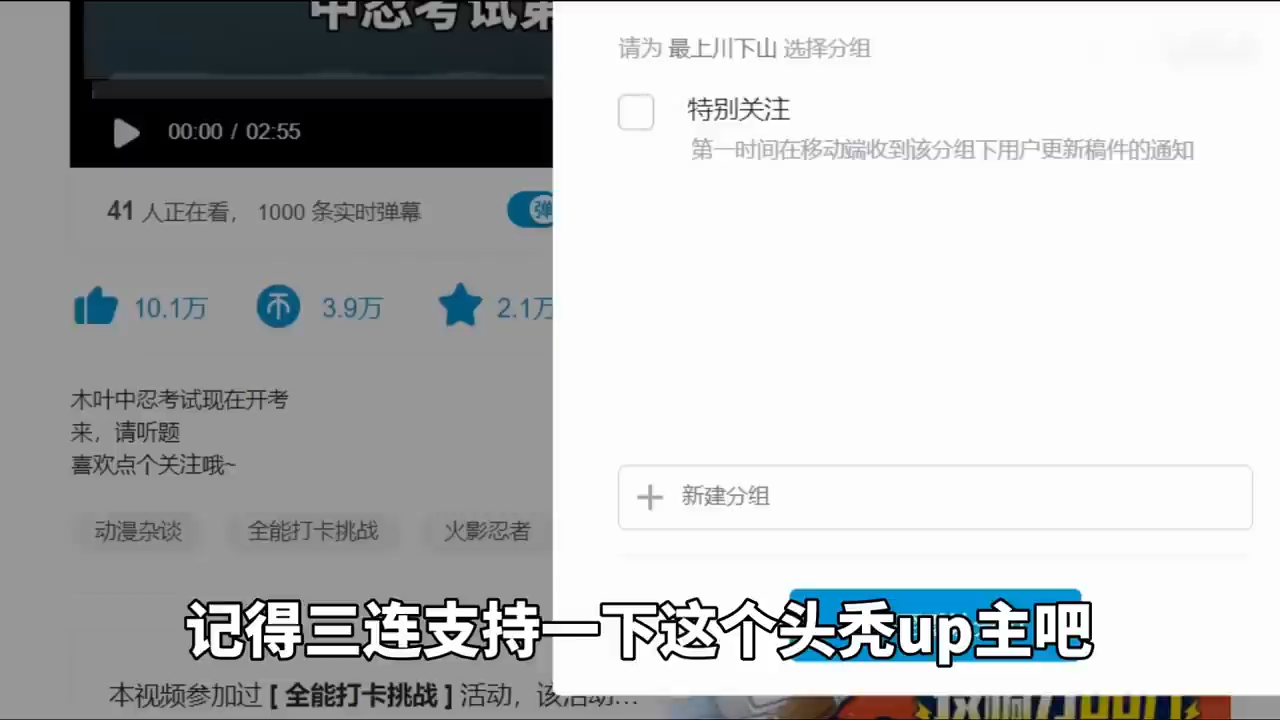 中忍考试第
00:00 / 02:55
41 人正在看， 1000 条实时弹幕
弹
10.1万 3.9万 2.1万
木叶中忍考试现在开考
来，请听题
喜欢点个关注哦~
动漫杂谈 全能打卡挑战 火影忍者
本视频参加过 [ 全能打卡挑战 ] 活动，该活动...
请为 最上川下山 选择分组
特别关注
第一时间在移动端收到该分组下用户更新稿件的通知
新建分组
记得三连支持一下这个头秃up主吧